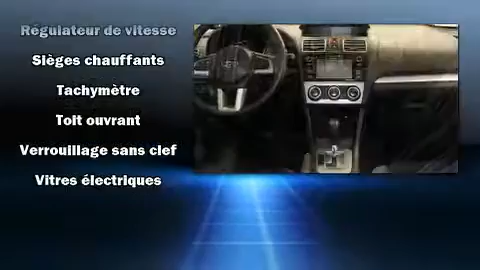 Régulateur de vitesse
Sièges chauffants
Tachymètre
Toit ouvrant
Verrouillage sans clef
Vitres électriques